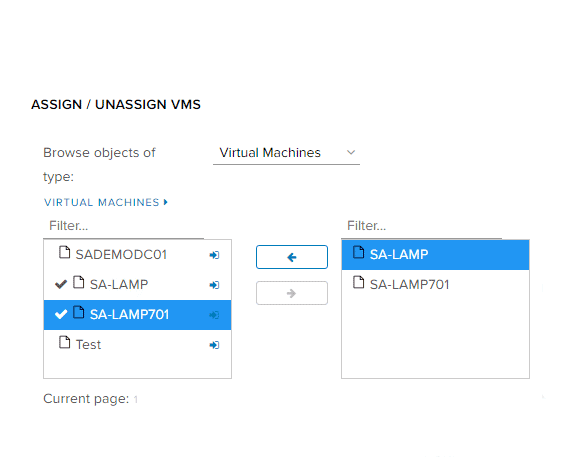 ASSIGN / UNASSIGN VMS
Browse objects of type:
Virtual Machines
VIRTUAL MACHINES
Filter...
Filter...
SADEMODC01
SA-LAMP
SA-LAMP701
Test
SA-LAMP
SA-LAMP701
Current page: 1